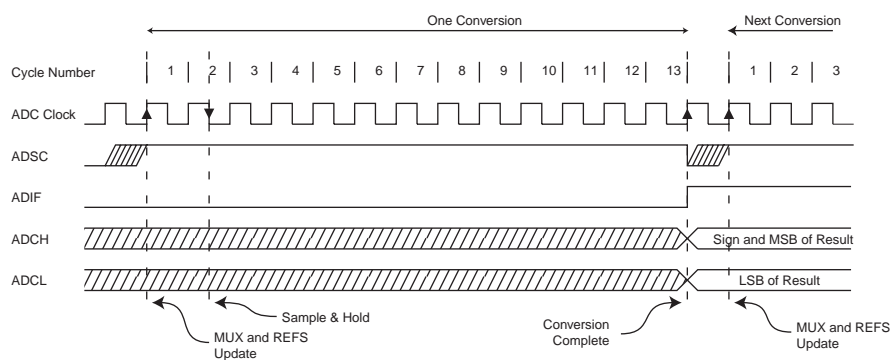 One Conversion
Next Conversion
Cycle Number
1 2 3 4 5 6 7 8 9 10 11 12 13 1 2 3
ADC Clock
ADSC
ADIF
ADCH
Sign and MSB of Result
ADCL
LSB of Result
Sample & Hold
MUX and REFS
Update
Conversion
Complete
MUX and REFS
Update